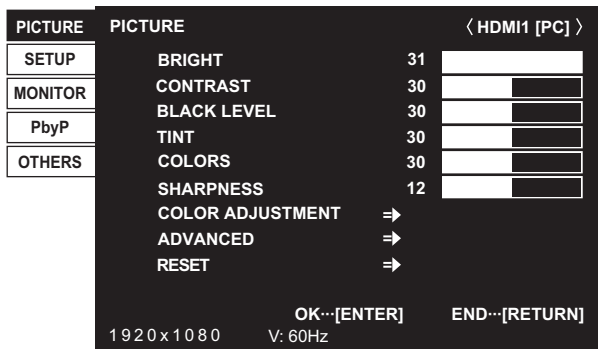 PICTURE
SETUP
MONITOR
PbyP
OTHERS
PICTURE 〈 HDMI1 [PC] 〉
BRIGHT 31
CONTRAST 30
BLACK LEVEL 30
TINT 30
COLORS 30
SHARPNESS 12
COLOR ADJUSTMENT
ADVANCED
RESET
OK···[ENTER] END···[RETURN]
1920x1080 V: 60Hz